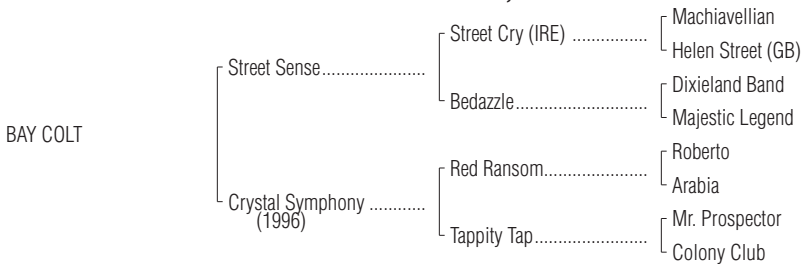 BAY COLT
Street Sense......................
Crystal Symphony ............
(1996)
Street Cry (IRE) ................
Bedazzle............................
Red Ransom......................
Tappity Tap........................
Machiavellian
Helen Street (GB)
Dixieland Band
Majestic Legend
Roberto
Arabia
Mr. Prospector
Colony Club